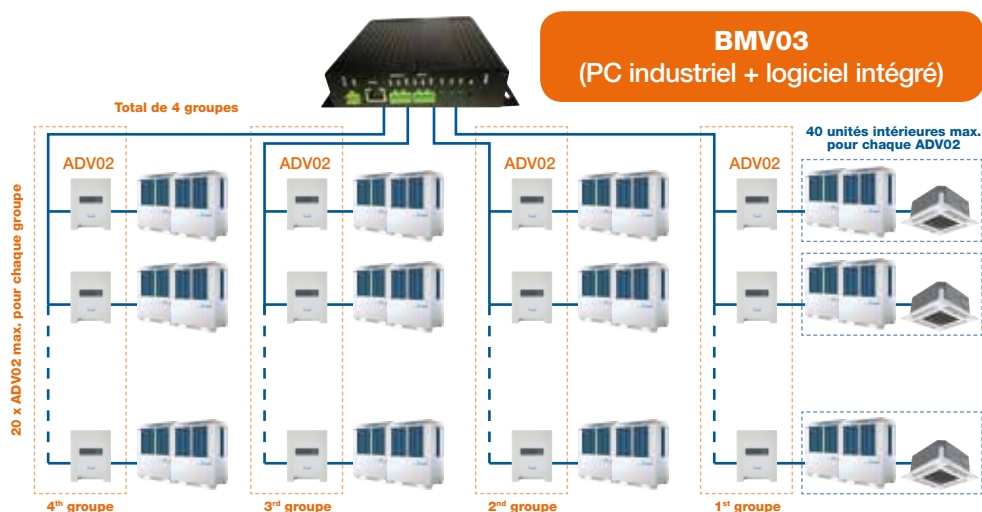 BMV03
(PC industriel + logiciel intégré)
Total de 4 groupes
40 unités intérieures max.
pour chaque ADV02
ADV02
ADV02
ADV02
ADV02
20 x ADV02 max. pour chaque groupe
4th groupe
3rd groupe
2nd groupe
1st groupe